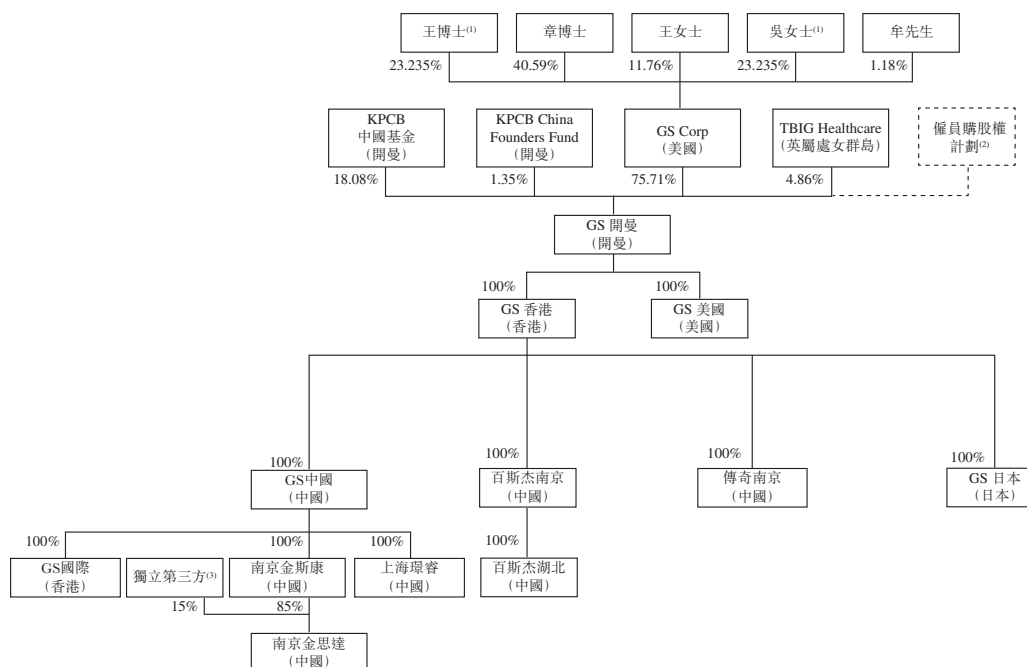 王博士(1)
章博士
王女士
吳女士(1)
牟先生
23.235%
40.59%
11.76%
23.235%
1.18%
KPCB
中國基金
(開曼)
KPCB China
Founders Fund
(開曼)
GS Corp
(美國)
TBIG Healthcare
(英屬處女群島)
僱員購股權
計劃(2)
18.08%
1.35%
75.71%
4.86%
GS 開曼
(開曼)
100%
100%
GS 香港
(香港)
GS 美國
(美國)
100%
100%
100%
100%
GS中國
(中國)
百斯杰南京
(中國)
傳奇南京
(中國)
GS 日本
(日本)
100%
100%
100%
100%
GS國際
(香港)
獨立第三方(3)
南京金斯康
(中國)
上海璟睿
(中國)
百斯杰湖北
(中國)
15%
85%
南京金思達
(中國)